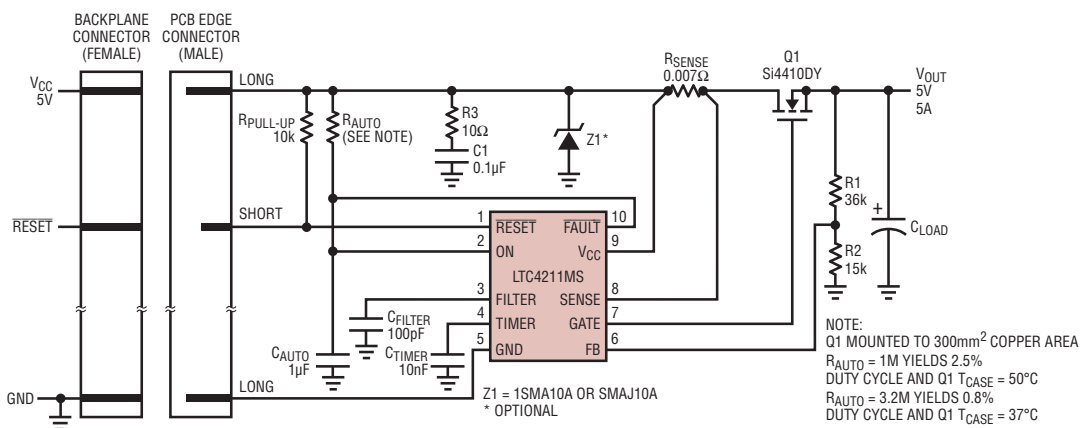 BACKPLANE
CONNECTOR
(FEMALE)
PCB EDGE
CONNECTOR
(MALE)
LONG
VCC
5V
RPULL-UP
10k
RAUTO
(SEE NOTE)
R3
10Ω
C1
0.1µF
Z1*
RSENSE
0.007Ω
Q1
Si4410DY
VOUT
5V
5A
R1
36k
R2
15k
+
CLOAD
RESET
SHORT
1
RESET
2
ON
3
FILTER
4
TIMER
5
GND
LTC4211MS
FAULT
10
9
VCC
SENSE
8
GATE
7
FB
6
CFILTER
100pF
CAUTO
1µF
CTIMER
10nF
LONG
GND
Z1 = 1SMA10A OR SMAJ10A
* OPTIONAL
NOTE:
Q1 MOUNTED TO 300mm² COPPER AREA
RAUTO = 1M YIELDS 2.5%
DUTY CYCLE AND Q1 TCASE = 50°C
RAUTO = 3.2M YIELDS 0.8%
DUTY CYCLE AND Q1 TCASE = 37°C